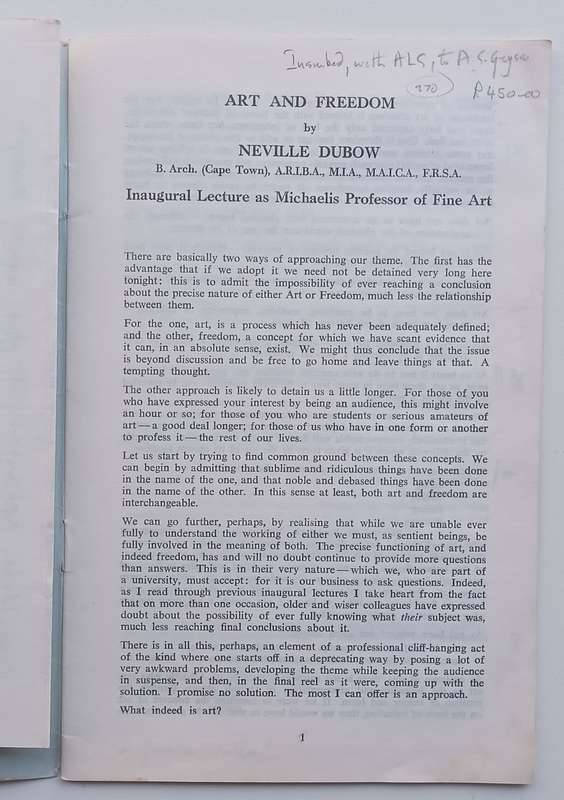 Inscribed, with ALS, to A S. Geyser
270
R450-00
ART AND FREEDOM
by
NEVILLE DUBOW
B. Arch. (Cape Town), A.R.I.B.A., M.I.A., M.A.I.C.A., F.R.S.A.
Inaugural Lecture as Michaelis Professor of Fine Art
There are basically two ways of approaching our theme. The first has the
advantage that if we adopt it we need not be detained very long here
tonight: this is to admit the impossibility of ever reaching a conclusion
about the precise nature of either Art or Freedom, much less the relationship
between them.
For the one, art, is a process which has never been adequately defined;
and the other, freedom, a concept for which we have scant evidence that
it can, in an absolute sense, exist. We might thus conclude that the issue
is beyond discussion and be free to go home and leave things at that. A
tempting thought.
The other approach is likely to detain us a little longer. For those of you
who have expressed your interest by being an audience, this might involve
an hour or so; for those of you who are students or serious amateurs of
art — a good deal longer; for those of us who have in one form or another
to profess it — the rest of our lives.
Let us start by trying to find common ground between these concepts. We
can begin by admitting that sublime and ridiculous things have been done
in the name of the one, and that noble and debased things have been done
in the name of the other. In this sense at least, both art and freedom are
interchangeable.
We can go further, perhaps, by realising that while we are unable ever
fully to understand the working of either we must, as sentient beings, be
fully involved in the meaning of both. The precise functioning of art, and
indeed freedom, has and will no doubt continue to provide more questions
than answers. This is in their very nature — which we, who are part of
a university, must accept: for it is our business to ask questions. Indeed,
as I read through previous inaugural lectures I take heart from the fact
that on more than one occasion, older and wiser colleagues have expressed
doubt about the possibility of ever fully knowing what their subject was,
much less reaching final conclusions about it.
There is in all this, perhaps, an element of a professional cliff-hanging act
of the kind where one starts off in a deprecating way by posing a lot of
very awkward problems, developing the theme while keeping the audience
in suspense, and then, in the final reel as it were, coming up with the
solution. I promise no solution. The most I can offer is an approach.
What indeed is art?
1